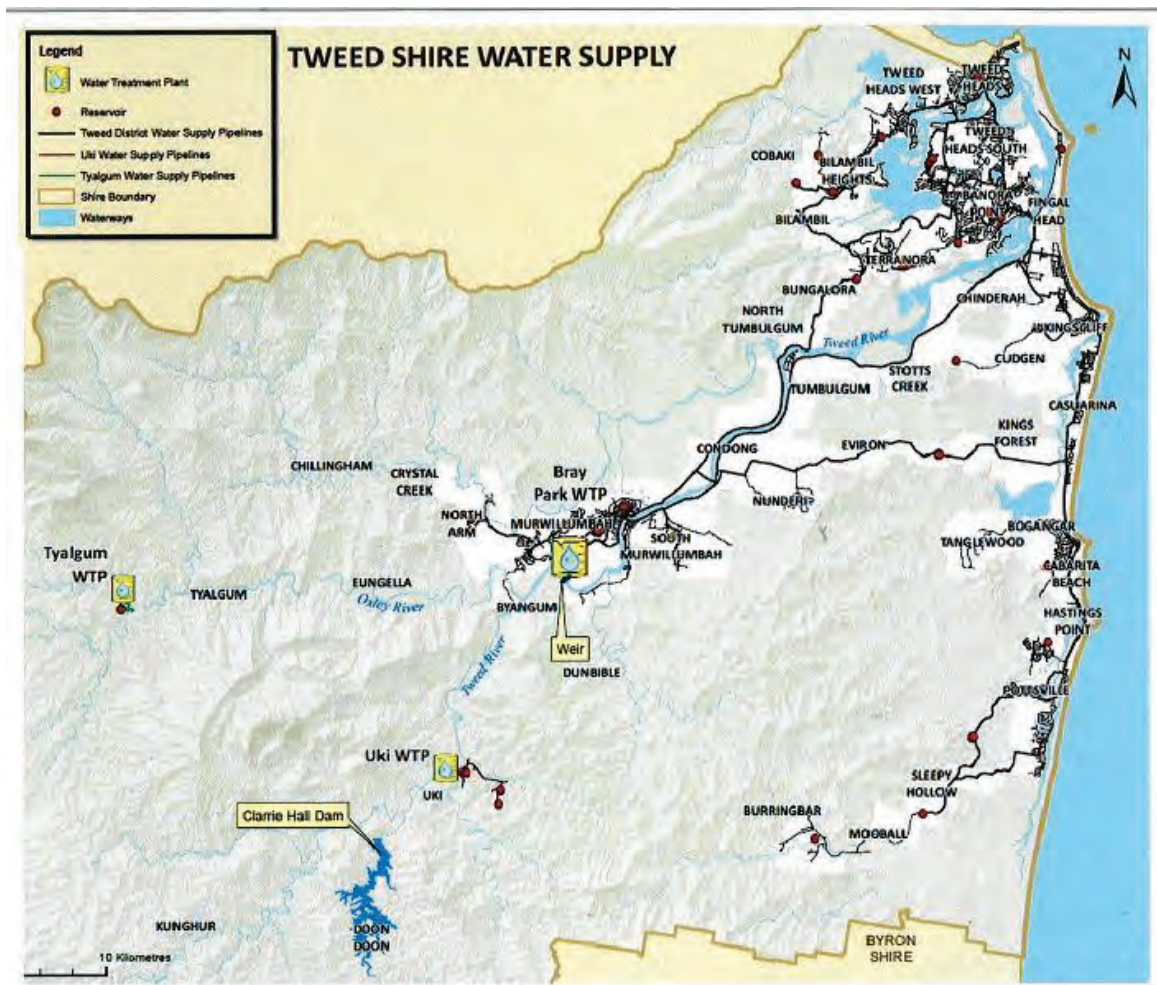 Legend
Water Treatment Plant
Reservoir
Tweed District Water Supply Pipelines
Uki Water Supply Pipelines
Tyalgum Water Supply Pipelines
Shire Boundary
Waterways
TWEED SHIRE WATER SUPPLY
N
TWEED
HEADS WEST
TWEED
HEADS
TWEED
HEADS SOUTH
COBAKI
BILAMBIL
HEIGHTS
POINT
FINGAL
HEAD
BILAMBIL
TERRANORA
BUNGALORA
CHINDERAH
NORTH
TUMBULGUM
Tweed River
KINGSCLIFF
CUDGEN
STOTTS
CREEK
TUMBULGUM
CASUARINA
KINGS
FOREST
EVIRON
CONDONG
CHILLINGHAM
CRYSTAL
CREEK
Bray
Park WTP
NUNDERI
NORTH
ARM
MURWILLUMBAH
SOUTH
MURWILLUMBAH
BOGANGAR
TANGLEWOOD
CABARITA
BEACH
Tyalgum
WTP
TYALGUM
EUNGELLA
Oxley River
BYANGUM
HASTINGS
POINT
Weir
DUNBIBLE
Tweed River
POTTSVILLE
Uki WTP
UKI
SLEEPY
HOLLOW
Clarrie Hall Dam
BURRINGBAR
MOOBALL
KUNGHUR
DOON
DOON
BYRON
SHIRE
10 Kilometres